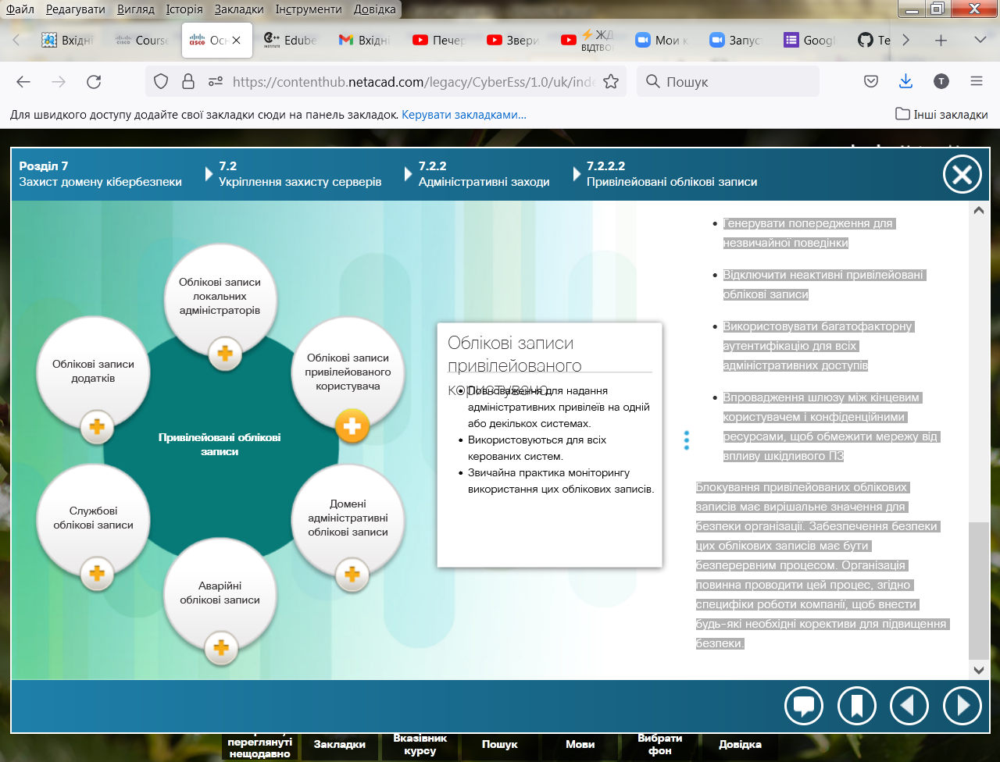 Файл Редагувати Вигляд Історія Закладки Інструменти Довідка
Вхідні Course cisco Осн Edube Вхідні Печер Звери ⚡ЖД Мои к Запус Googl Те
ВІДТВОР
https://contenthub.netacad.com/legacy/CyberEss/1.0/uk/inde
Пошук
T
Для швидкого доступу додайте свої закладки сюди на панель закладок. Керувати закладками...
Інші закладки
Розділ 7
Захист домену кібербезпеки
7.2
Укріплення захисту серверів
7.2.2
Адміністративні заходи
7.2.2.2
Привілейовані облікові записи
Облікові записи
локальних
адміністраторів
Облікові записи
додатків
Облікові записи
привілейованого
користувача
Привілейовані облікові
записи
Службові
облікові записи
Домені
адміністративні
облікові записи
Аварійні
облікові записи
Облікові записи
привілейованого
користувача
• Повноваження для надання
адміністративних привілеїв на одній
або декількох системах.
• Використовуються для всіх
керованих систем.
• Звичайна практика моніторингу
використання цих облікових записів.
• Генерувати попередження для
незвичайної поведінки
• Відключити неактивні привілейовані
облікові записи
• Використовувати багатофакторну
аутентифікацію для всіх
адміністративних доступів
• Впровадження шлюзу між кінцевим
користувачем і конфіденційними
ресурсами, щоб обмежити мережу від
впливу шкідливого ПЗ
Блокування привілейованих облікових
записів має вирішальне значення для
безпеки організації. Забезпечення безпеки
цих облікових записів має бути
безперервним процесом. Організація
повинна проводити цей процес, згідно
специфіки роботи компанії, щоб внести
будь-які необхідні корективи для підвищення
безпеки.
переглянуті
нещодавно
Закладки
Вказівник
курсу
Пошук
Мови
Вибрати
фон
Довідка